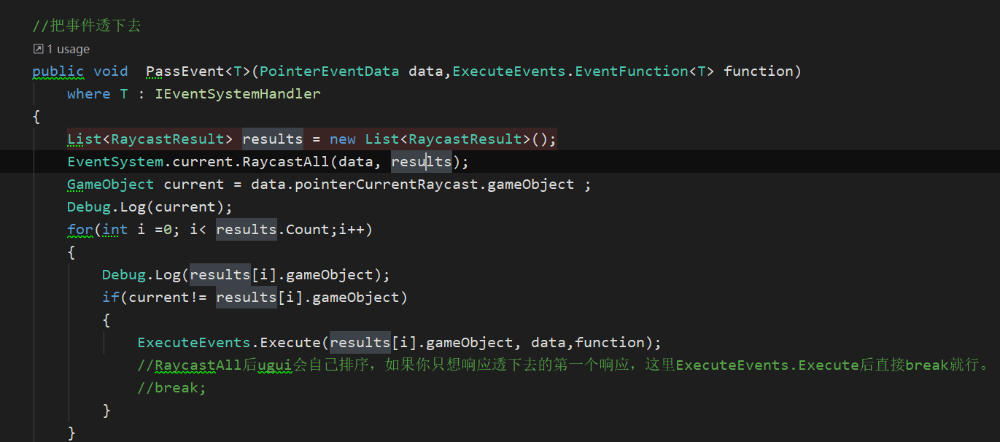 //把事件透下去
1 usage
public void  PassEvent<T>(PointerEventData data,ExecuteEvents.EventFunction<T> function)
    where T : IEventSystemHandler
{
    List<RaycastResult> results = new List<RaycastResult>();
    EventSystem.current.RaycastAll(data, results);
    GameObject current = data.pointerCurrentRaycast.gameObject ;
    Debug.Log(current);
    for(int i =0; i< results.Count;i++)
    {
        Debug.Log(results[i].gameObject);
        if(current!= results[i].gameObject)
        {
            ExecuteEvents.Execute(results[i].gameObject, data,function);
            //RaycastAll后ugui会自己排序，如果你只想响应透下去的第一个响应，这里ExecuteEvents.Execute后直接break就行。
            //break;
        }
    }